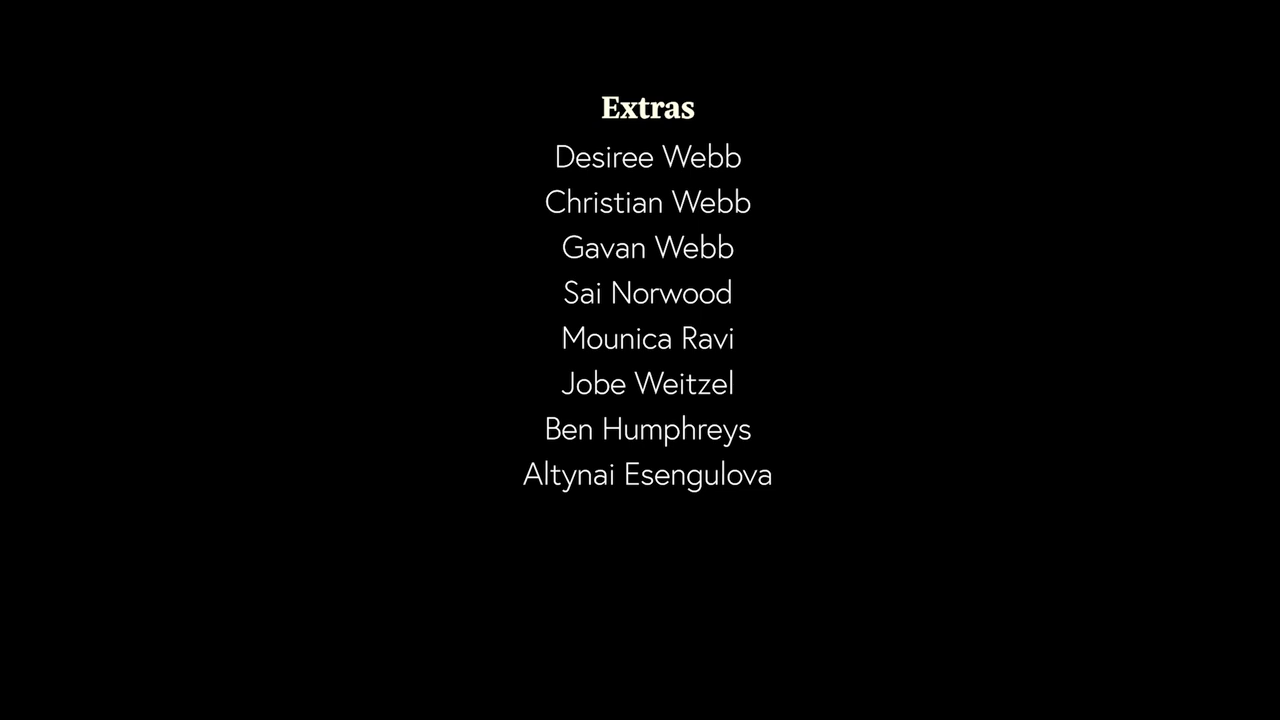 Extras
Desiree Webb
Christian Webb
Gavan Webb
Sai Norwood
Mounica Ravi
Jobe Weitzel
Ben Humphreys
Altynai Esengulova